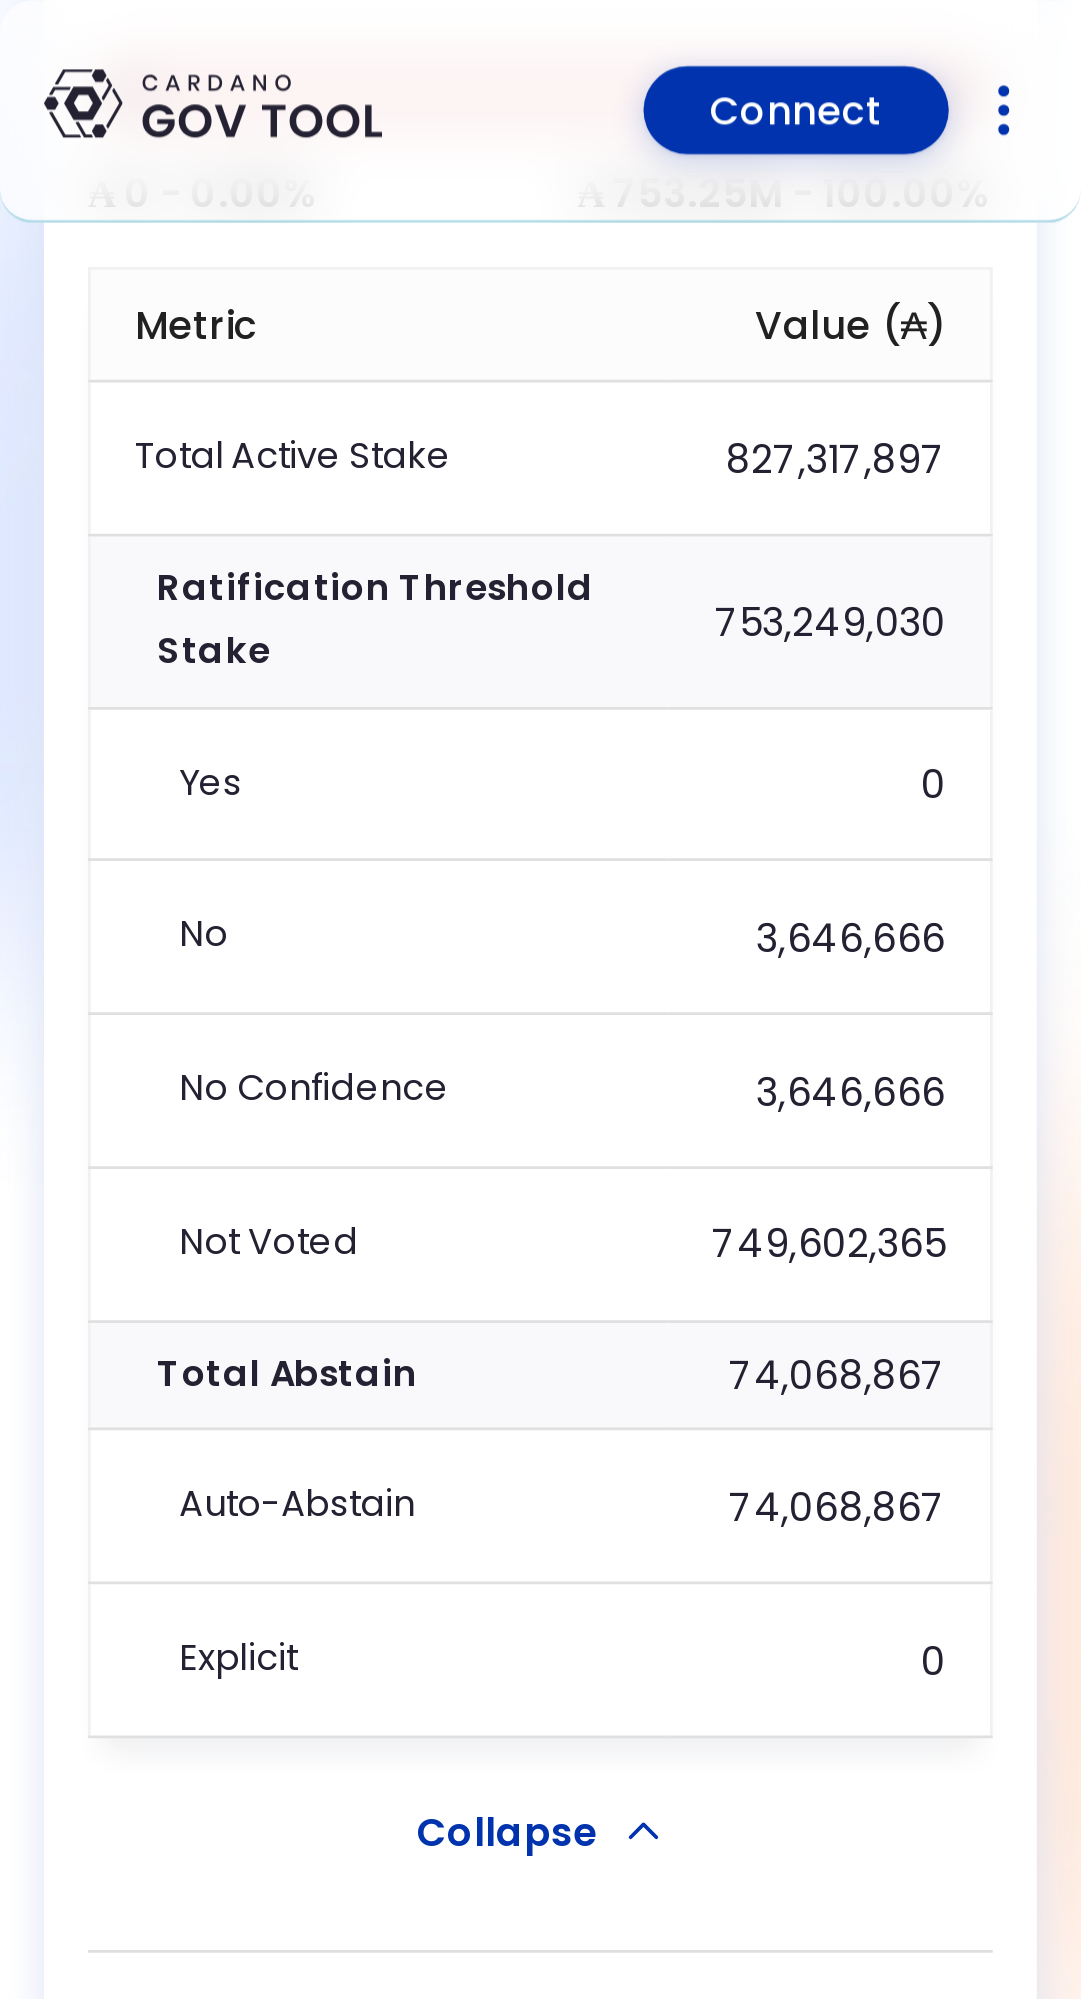 CARDANO
GOV TOOL
Connect
₳ 0 - 0.00%
₳ 753.25M - 100.00%
Metric
Value (₳)
Total Active Stake
827,317,897
Ratification Threshold
Stake
753,249,030
Yes
0
No
3,646,666
No Confidence
3,646,666
Not Voted
749,602,365
Total Abstain
74,068,867
Auto-Abstain
74,068,867
Explicit
0
Collapse